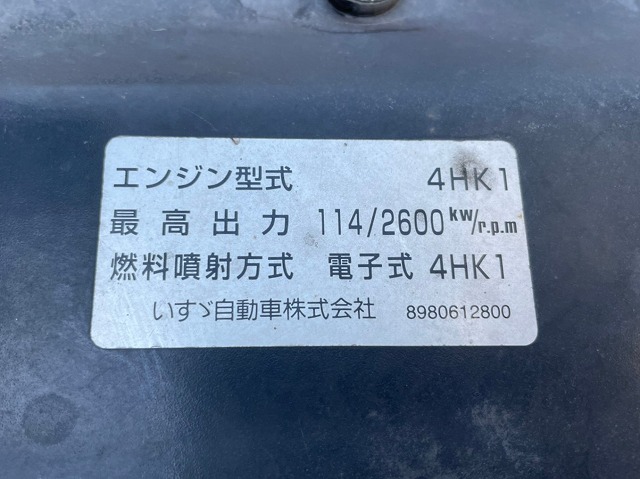 エンジン型式 4HK1
最高出力 114/2600 kW/r.p.m
燃料噴射方式 電子式 4HK1
いすゞ自動車株式会社 8980612800